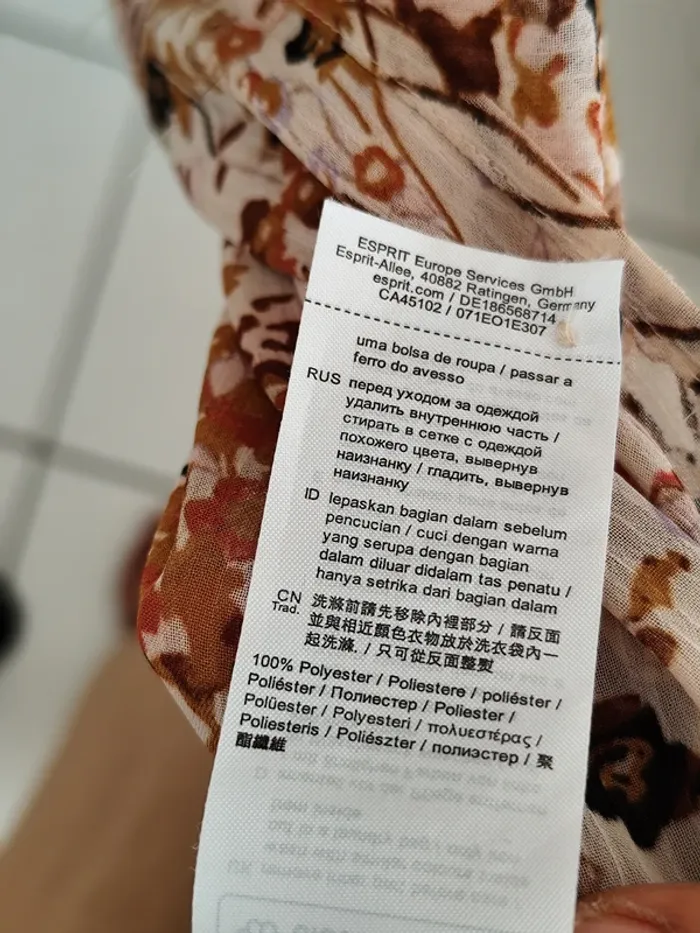 ESPRIT Europe Services GmbH
Esprit-Allee, 40882 Ratingen, Germany
esprit.com / DE186568714
CA45102 / 071EO1E307
uma bolsa de roupa / passar a
ferro do avesso
RUS перед уходом за одеждой
удалить внутреннюю часть /
стирать в сетке с одеждой
похожего цвета, вывернув
наизнанку / гладить, вывернув
наизнанку
ID lepaskan bagian dalam sebelum
pencucian / cuci dengan warna
yang serupa dengan bagian
dalam diluar didalam tas penatu /
hanya setrika dari bagian dalam
CN Trad. 洗滌前請先移除內裡部分 / 請反面
並與相近顏色衣物放於洗衣袋內一
起洗滌. / 只可從反面整熨
100% Polyester / Poliestere / poliéster /
Poliéster / Полиестер / Poliester /
Polüester / Polyesteri / πολυεστέρας /
Poliesteris / Poliészter / полиэстер / 聚
酯纖維